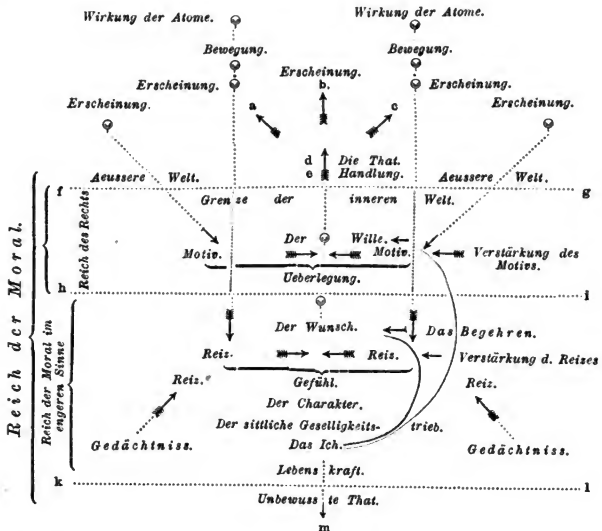 Wirkung der Atome. Wirkung der Atome.
Bewegung. Bewegung.
Erscheinung.
Erscheinung. b. Erscheinung.
Erscheinung. a c Erscheinung.
d Die That.
e Handlung.
Aeussere Welt. Aeussere Welt.
f g
Grenze der inneren Welt.
Reich der Moral.
Reich des Rechts
Der Wille.
Motiv. Motiv. Verstärkung des
Motivs.
Ueberlegung.
h i
Reich der Moral im
engeren Sinne
Der Wunsch. Das Begehren.
Reiz. Reiz. Verstärkung d. Reizes
Reiz. Gefühl. Reiz.
Der Charakter.
Der sittliche Geselligkeits- trieb.
Gedächtniss. Das Ich. Gedächtniss.
Lebenskraft.
k l
Unbewusste That.
m